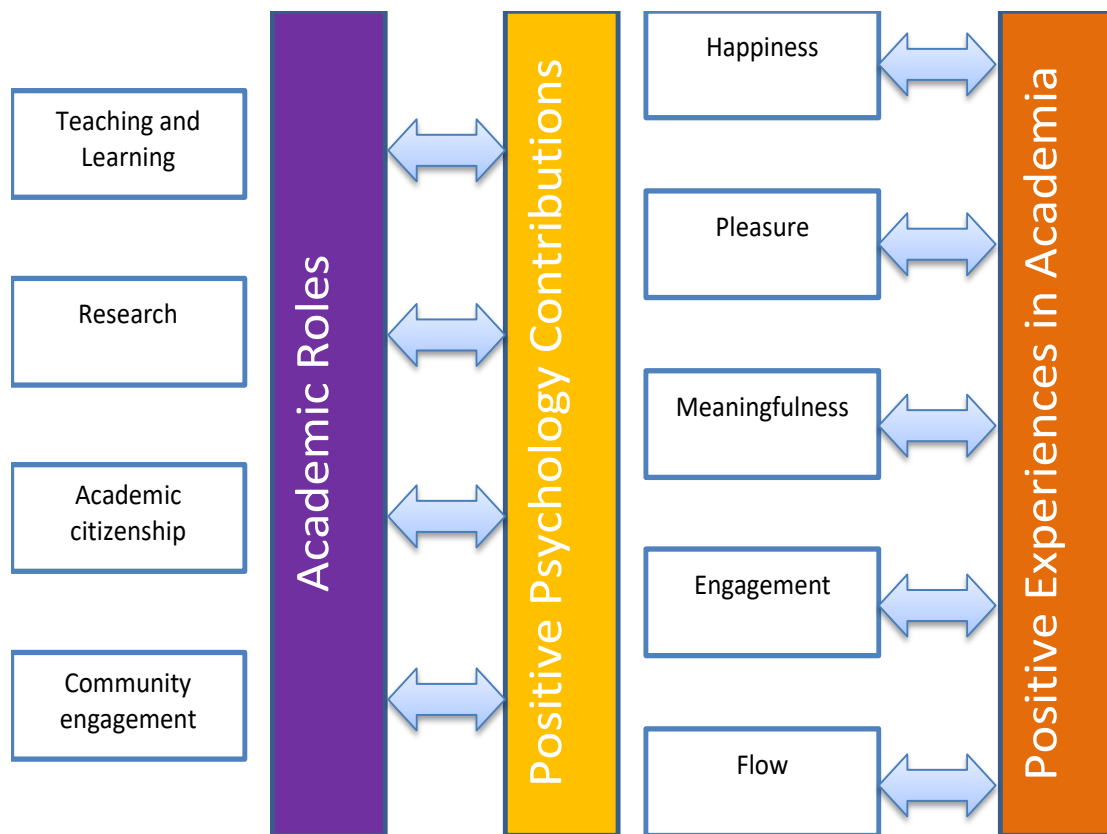 Teaching and
Learning
Research
Academic
citizenship
Community
engagement
Academic Roles
Positive Psychology Contributions
Happiness
Pleasure
Meaningfulness
Engagement
Flow
Positive Experiences in Academia